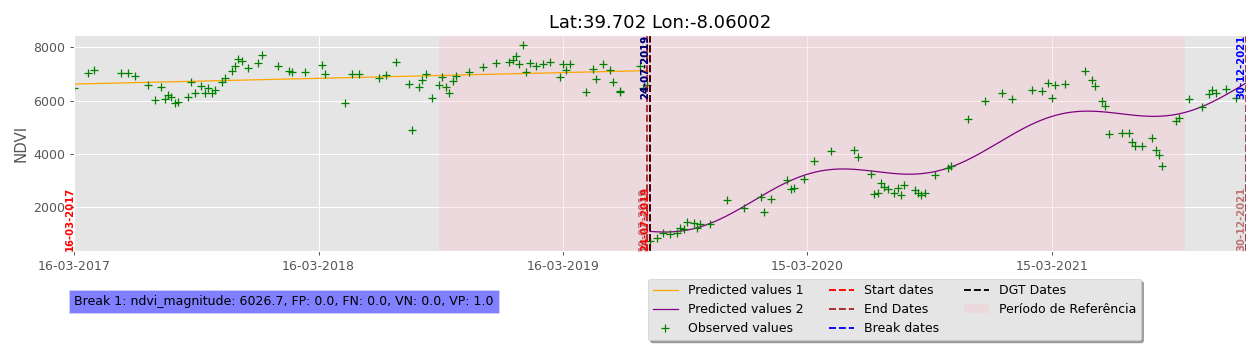 Lat:39.702 Lon:-8.06002
NDVI
8000
6000
4000
2000
16-03-2017
24-07-2019
24-07-2019
30-12-2021
30-12-2021
16-03-2017
16-03-2018
16-03-2019
15-03-2020
15-03-2021
Break 1: ndvi_magnitude: 6026.7, FP: 0.0, FN: 0.0, VN: 0.0, VP: 1.0
Predicted values 1
Predicted values 2
Observed values
Start dates
End Dates
Break dates
DGT Dates
Período de Referência